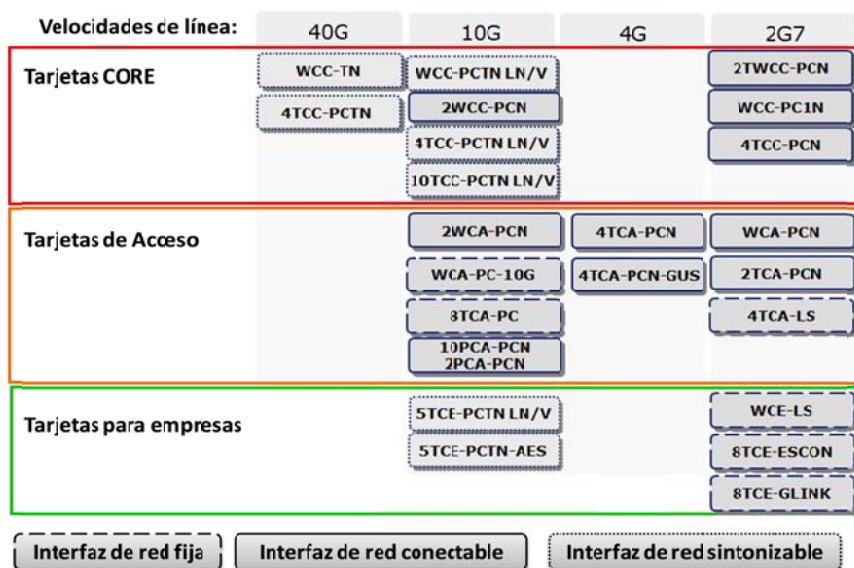 Velocidades de línea: 40G 10G 4G 2G7
Tarjetas CORE
WCC-TN WCC-PCTN LN/V 2TWCC-PCN
4TCC-PCTN 2WCC-PCN WCC-PC1N
4TCC-PCTN LN/V 4TCC-PCN
10TCC-PCTN LN/V
Tarjetas de Acceso
2WCA-PCN 4TCA-PCN WCA-PCN
WCA-PC-10G 4TCA-PCN-GUS 2TCA-PCN
8TCA-PC 4TCA-LS
10PCA-PCN
2PCA-PCN
Tarjetas para empresas
5TCE-PCTN LN/V WCE-LS
5TCE-PCTN-AES 8TCE-ESCON
8TCE-GLINK
Interfaz de red fija Interfaz de red conectable Interfaz de red sintonizable